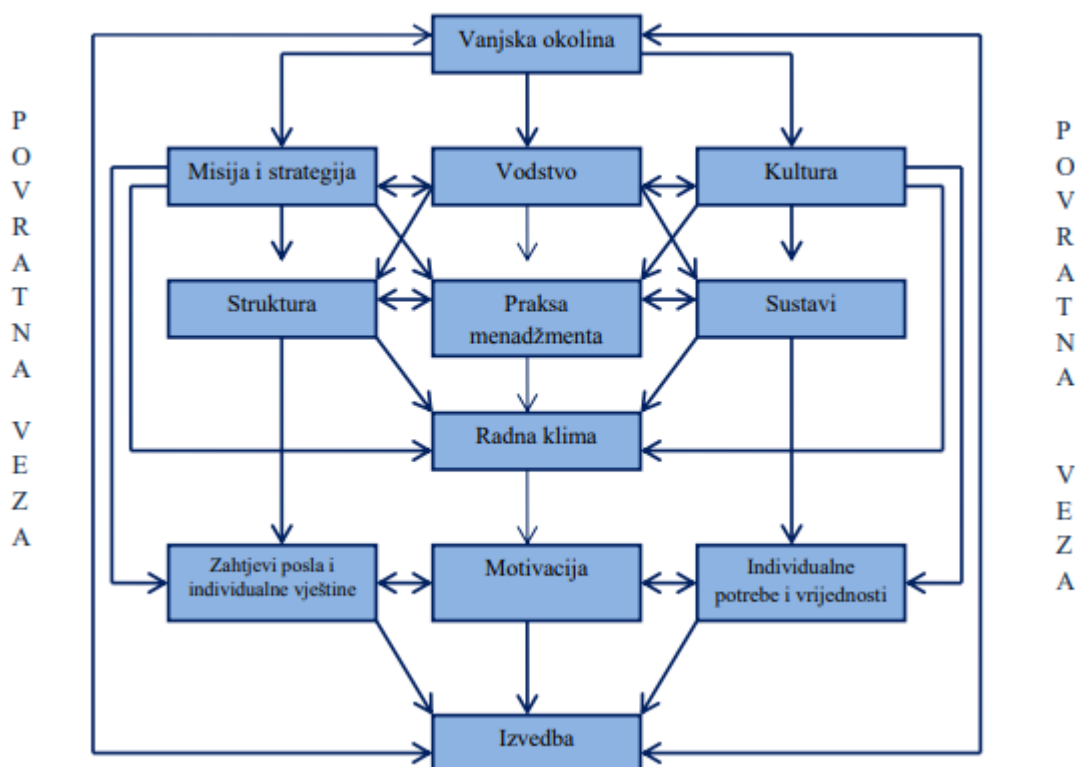 Vanjska okolina
POVRATNA VEZA
POVRATNA VEZA
Misija i strategija
Vodstvo
Kultura
Struktura
Praksa
menadžmenta
Sustavi
Radna klima
Zahtjevi posla i
individualne vještine
Motivacija
Individualne
potrebe i vrijednosti
Izvedba